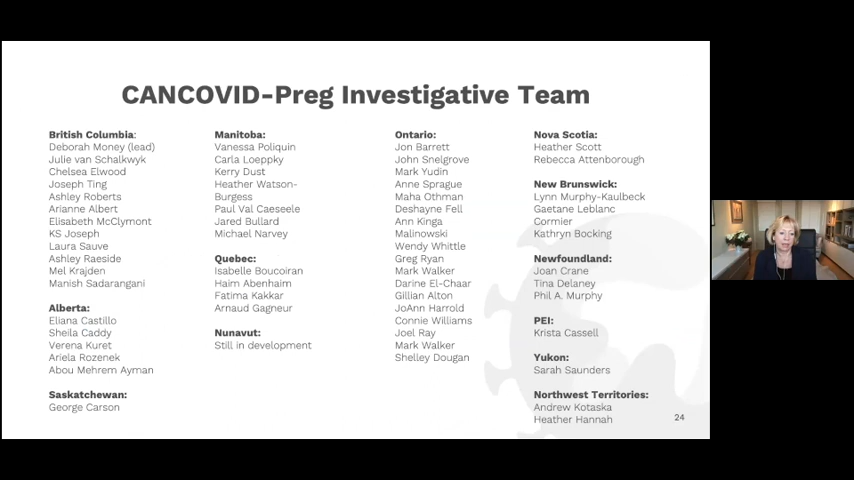 CANCOVID-Preg Investigative Team
British Columbia:
Deborah Money (lead)
Julie van Schalkwyk
Chelsea Elwood
Joseph Ting
Ashley Roberts
Arianne Albert
Elisabeth McClymont
KS Joseph
Laura Sauve
Ashley Raeside
Mel Krajden
Manish Sadarangani
Alberta:
Eliana Castillo
Sheila Caddy
Verena Kuret
Ariela Rozenek
Abou Mehrem Ayman
Saskatchewan:
George Carson
Manitoba:
Vanessa Poliquin
Carla Loeppky
Kerry Dust
Heather Watson-
Burgess
Paul Val Caeseele
Jared Bullard
Michael Narvey
Quebec:
Isabelle Boucoiran
Haim Abenhaim
Fatima Kakkar
Arnaud Gagneur
Nunavut:
Still in development
Ontario:
Jon Barrett
John Snelgrove
Mark Yudin
Anne Sprague
Maha Othman
Deshayne Fell
Ann Kinga
Malinowski
Wendy Whittle
Greg Ryan
Mark Walker
Darine El-Chaar
Gillian Alton
JoAnn Harrold
Connie Williams
Joel Ray
Mark Walker
Shelley Dougan
Nova Scotia:
Heather Scott
Rebecca Attenborough
New Brunswick:
Lynn Murphy-Kaulbeck
Gaetane Leblanc
Cormier
Kathryn Bocking
Newfoundland:
Joan Crane
Tina Delaney
Phil A. Murphy
PEI:
Krista Cassell
Yukon:
Sarah Saunders
Northwest Territories:
Andrew Kotaska
Heather Hannah
24